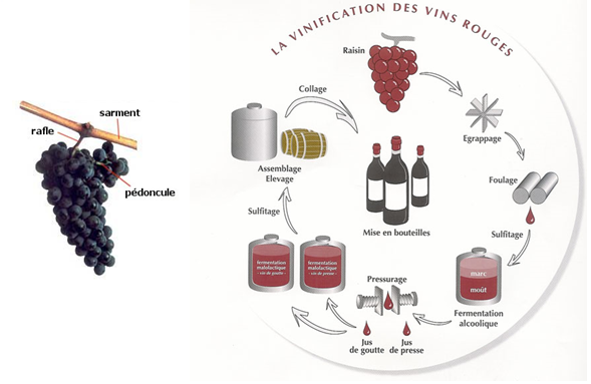 sarment
rafle
pédoncule
LA VINIFICATION DES VINS ROUGES
Raisin
Egrappage
Foulage
Sulfitage
marc
moût
Fermentation
alcoolique
Pressurage
Jus
de goutte
Jus
de presse
fermentation
malolactique
- vin de goutte -
fermentation
malolactique
- vin de presse -
Sulfitage
Assemblage
Elevage
Collage
Mise en bouteilles